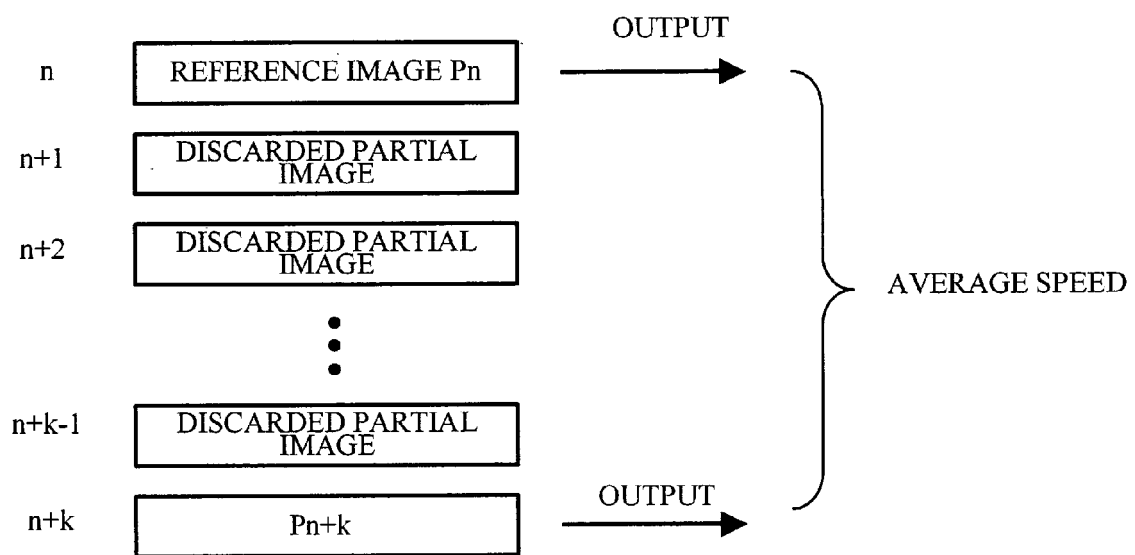 OUTPUT
n
REFERENCE IMAGE Pn
n+1
DISCARDED PARTIAL
IMAGE
n+2
DISCARDED PARTIAL
IMAGE
AVERAGE SPEED
n+k-1
DISCARDED PARTIAL
IMAGE
OUTPUT
n+k
Pn+k